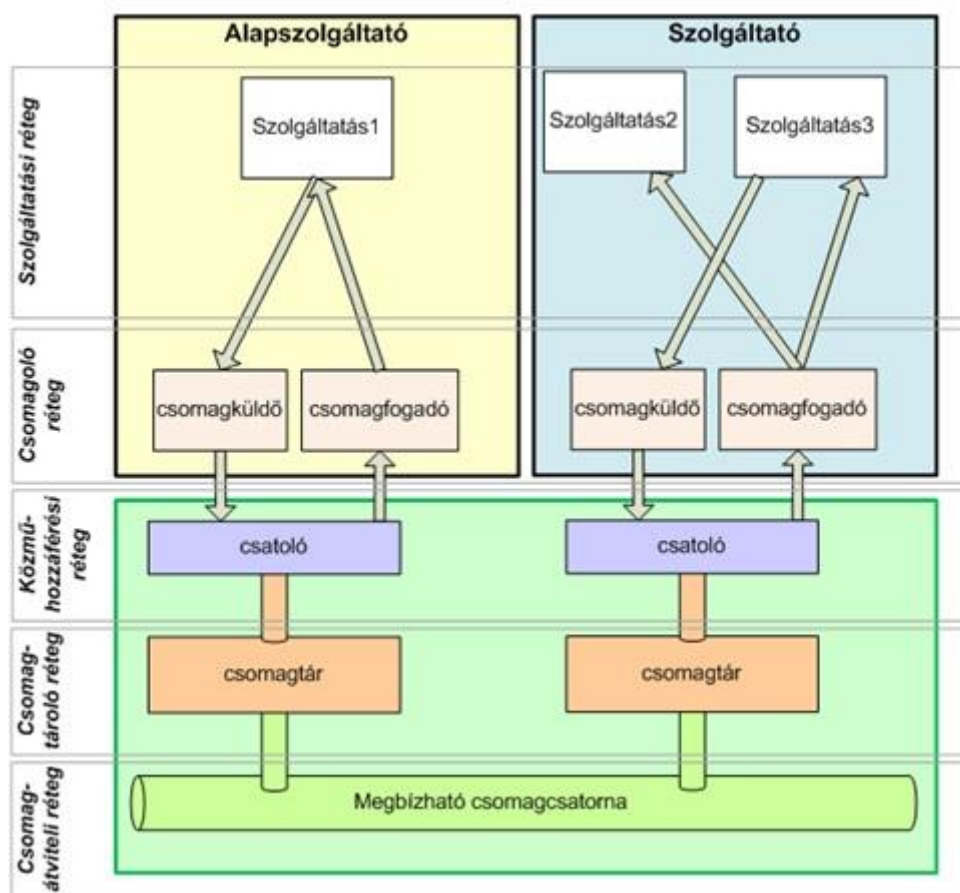 Alapszolgáltató
Szolgáltató
Szolgáltatási réteg
Szolgáltatás1
Szolgáltatás2
Szolgáltatás3
Csomagoló
réteg
csomagküldő
csomagfogadó
csomagküldő
csomagfogadó
Közmű-
hozzáférési
réteg
csatoló
csatoló
Csomag-
tároló réteg
csomagtár
csomagtár
Csomag-
átviteli réteg
Megbízható csomagcsatorna